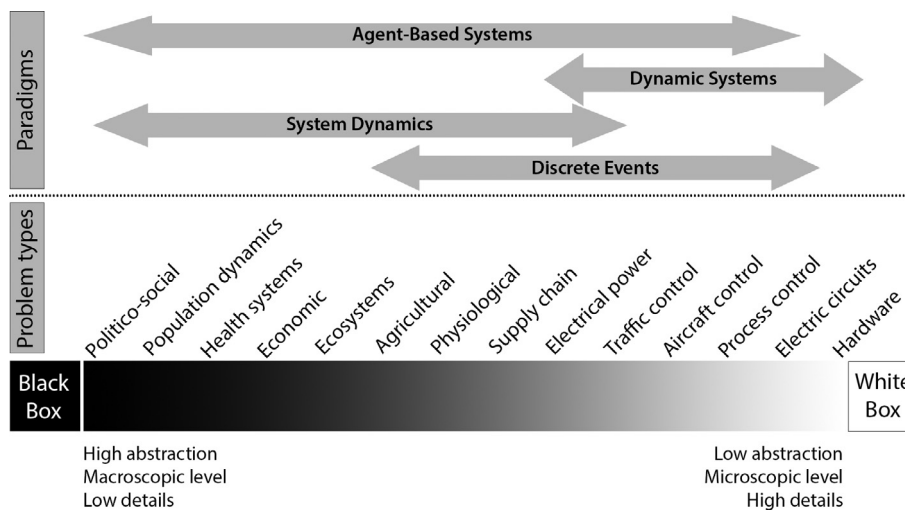 Paradigms
Agent-Based Systems
Dynamic Systems
System Dynamics
Discrete Events
Problem types
Politico-social
Population dynamics
Health systems
Economic
Ecosystems
Agricultural
Physiological
Supply chain
Electrical power
Traffic control
Aircraft control
Process control
Electric circuits
Hardware
Black
Box
White
Box
High abstraction
Macroscopic level
Low details
Low abstraction
Microscopic level
High details